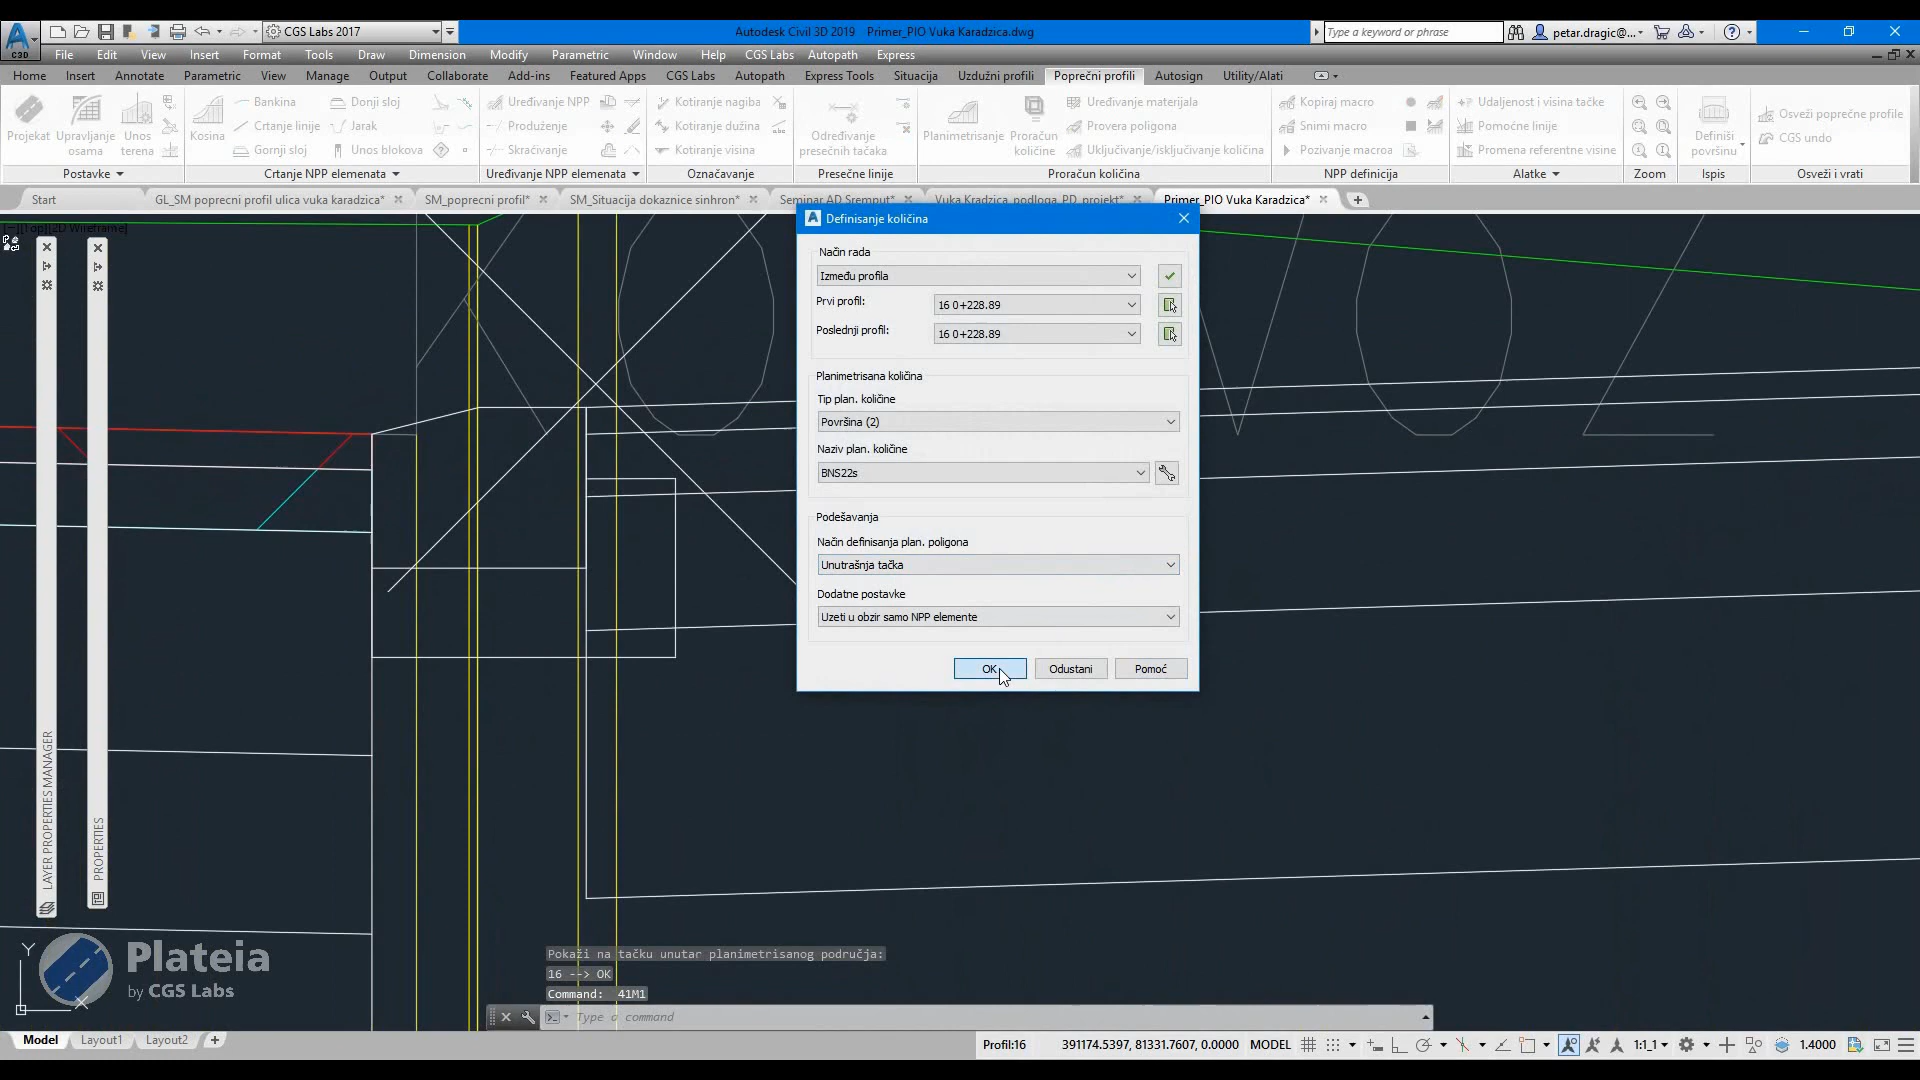 C3D
CGS Labs 2017
Autodesk Civil 3D 2019 Primer_PIO Vuka Karadzica.dwg
Type a keyword or phrase
petar.dragic@...
File Edit View Insert Format Tools Draw Dimension Modify Parametric Window Help CGS Labs Autopath Express
Home Insert Annotate Parametric View Manage Output Collaborate Add-ins Featured Apps CGS Labs Autopath Express Tools Situacija Uzdužni profili Poprečni profili Autosign Utility/Alati
Bankina Donji sloj Uređivanje NPP Kotiranje nagiba Uređivanje materijala Kopiraj macro Udaljenost i visina tačke
Osveži poprečne profile
Crtanje linije Jarak Produženje Kotiranje dužina Provera poligona Snimi macro Pomoćne linije
Projekat Upravljanje osama Unos terena Kosina Određivanje presečnih tačaka Planimetrisanje Proračun količine Definiši površinu
CGS undo
Gornji sloj Unos blokova Skraćivanje Kotiranje visina Uključivanje/isključivanje količina Pozivanje macroa Promena referentne visine
Postavke Crtanje NPP elemenata Uređivanje NPP elemenata Označavanje Presečne linije Proračun količina NPP definicija Alatke Zoom Ispis Osveži i vrati
Start GL_SM poprecni profil ulica vuka karadzica* SM_poprecni profil* SM_Situacija dokaznice sinhron* Seminar AD Sremput* Vuka Kradzica_podloga_PD_projekt* Primer_PIO Vuka Karadzica*
[-][Top][2D Wireframe]
LAYER PROPERTIES MANAGER
PROPERTIES
Definisanje količina
Način rada
Između profila
Prvi profil: 16 0+228.89
Poslednji profil: 16 0+228.89
Planimetrisana količina
Tip plan. količine
Površina (2)
Naziv plan. količine
BNS22s
Podešavanja
Način definisanja plan. poligona
Unutrašnja tačka
Dodatne postavke
Uzeti u obzir samo NPP elemente
OK Odustani Pomoć
Y
X
Plateia
by CGS Labs
Pokaži na tačku unutar planimetrisanog područja:
16 --> OK
Command: 41M1
Type a command
Model Layout1 Layout2
Profil:16 391174.5397, 81331.7607, 0.0000 MODEL 1:1_1 1.4000